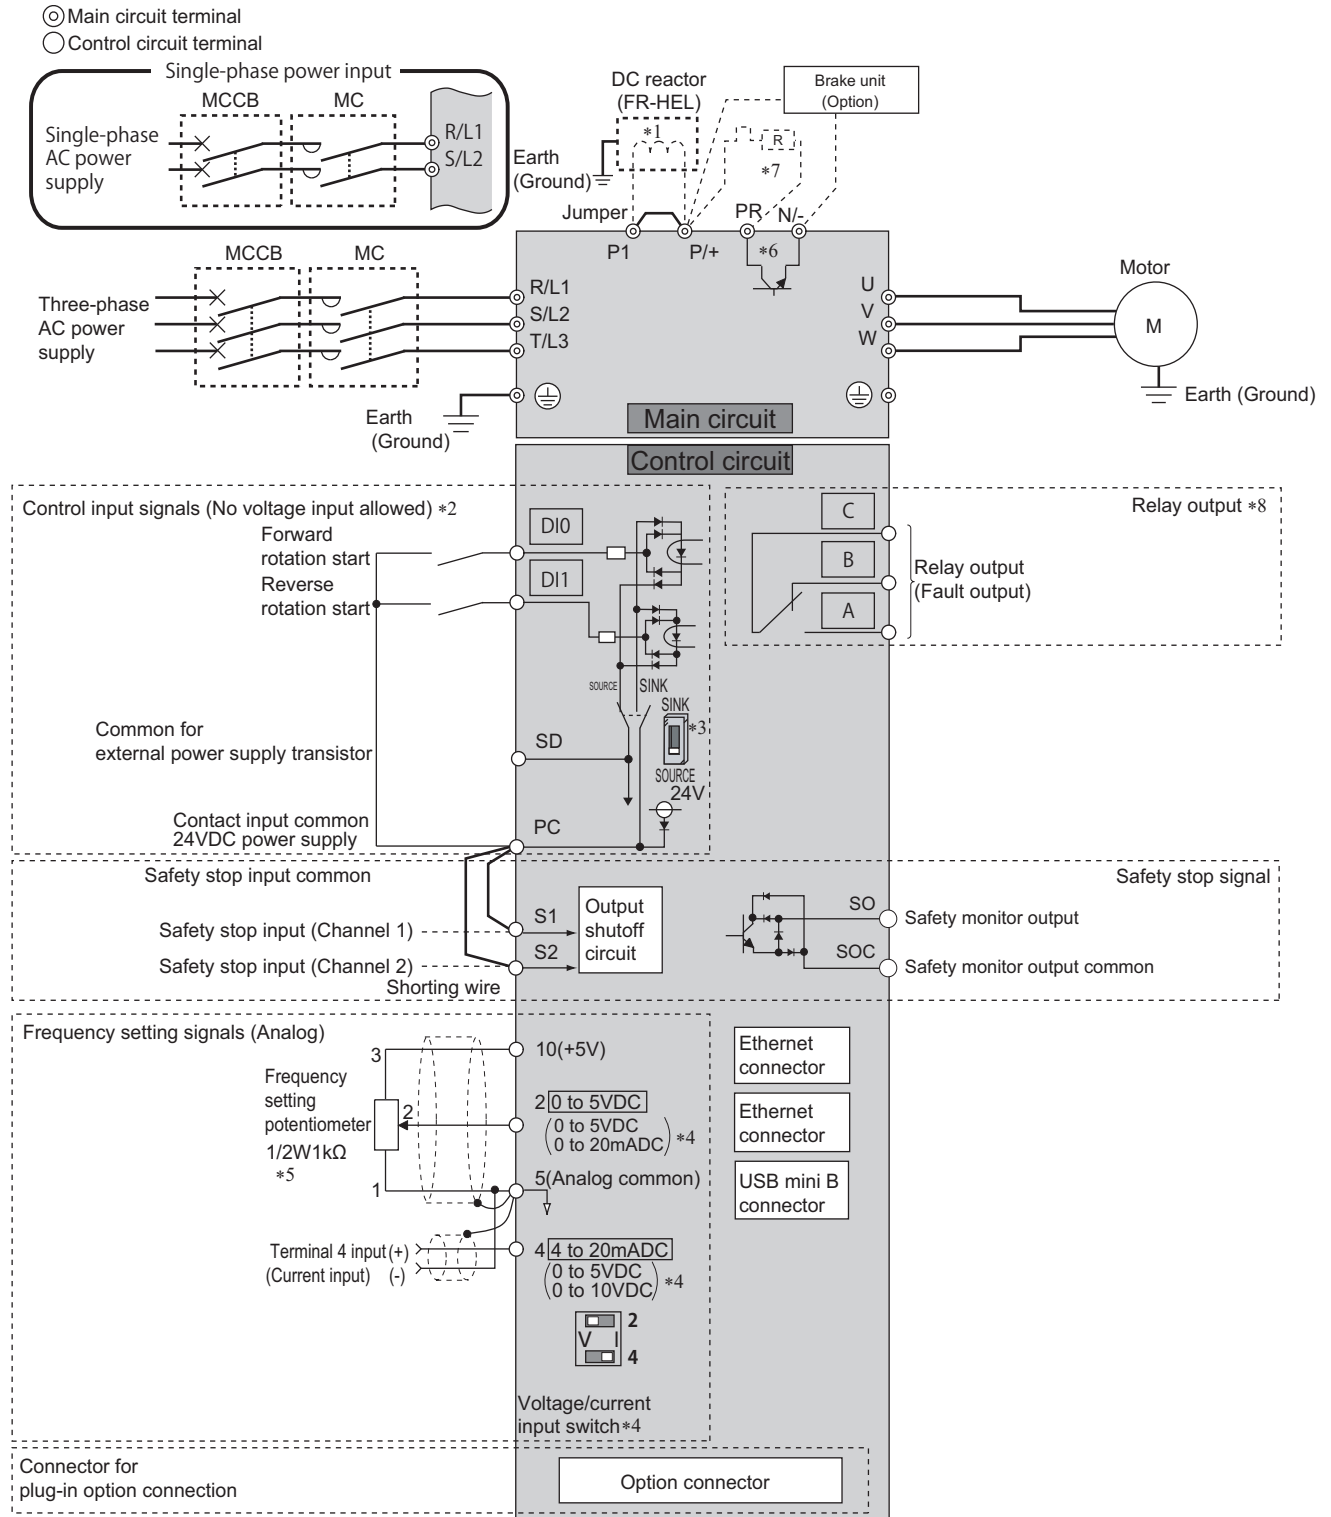 Main circuit terminal
Control circuit terminal
Single-phase power input
MCCB
MC
Single-phase
AC power
supply
R/L1
S/L2
DC reactor
(FR-HEL)
*1
Brake unit
(Option)
R
*7
Earth
(Ground)
Jumper
P1
P/+
PR
N/-
*6
MCCB
MC
Three-phase
AC power
supply
R/L1
S/L2
T/L3
U
V
W
Motor
M
Earth
(Ground)
Earth (Ground)
Main circuit
Control circuit
Control input signals (No voltage input allowed) *2
Forward
rotation start
Reverse
rotation start
DI0
DI1
SOURCE
SINK
SINK
*3
SOURCE
24V
Common for
external power supply transistor
SD
Contact input common
24VDC power supply
PC
C
B
A
Relay output *8
Relay output
(Fault output)
Safety stop input common
Safety stop input (Channel 1)
Safety stop input (Channel 2)
Shorting wire
S1
S2
Output
shutoff
circuit
Safety stop signal
SO
Safety monitor output
SOC
Safety monitor output common
Frequency setting signals (Analog)
Frequency
setting
potentiometer
1/2W1kΩ
*5
3
2
1
10(+5V)
2 0 to 5VDC
(0 to 5VDC
0 to 20mADC) *4
5(Analog common)
Terminal 4 input (+)
(Current input) (-)
4 4 to 20mADC
(0 to 5VDC
0 to 10VDC) *4
2
V I
4
Voltage/current
input switch*4
Ethernet
connector
Ethernet
connector
USB mini B
connector
Connector for
plug-in option connection
Option connector